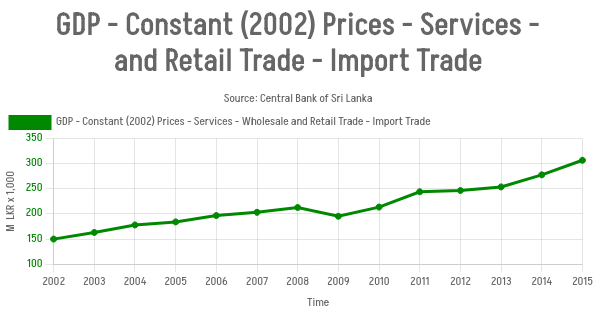 GDP - Constant (2002) Prices - Services -
and Retail Trade - Import Trade
Source: Central Bank of Sri Lanka
GDP - Constant (2002) Prices - Services - Wholesale and Retail Trade - Import Trade
M LKR x 1,000
350
300
250
200
150
100
2002 2003 2004 2005 2006 2007 2008 2009 2010 2011 2012 2013 2014 2015
Time